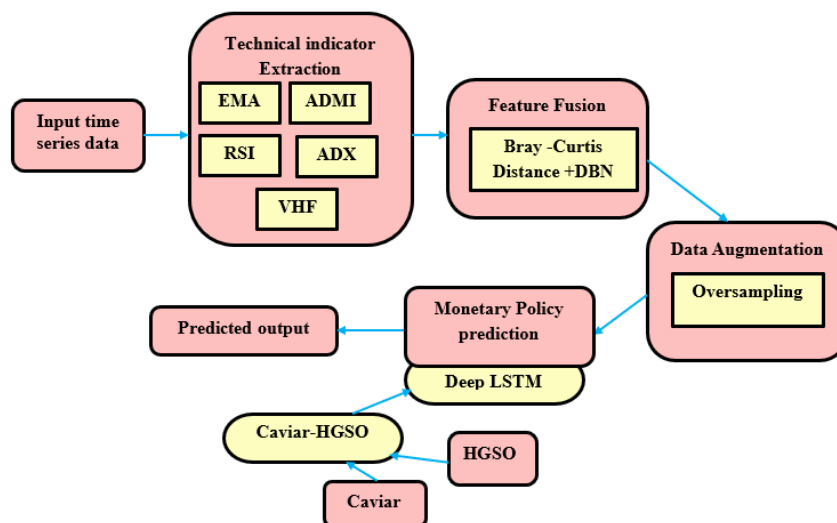 Technical indicator
Extraction
EMA
ADMI
RSI
ADX
VHF
Input time
series data
Feature Fusion
Bray -Curtis
Distance +DBN
Data Augmentation
Oversampling
Monetary Policy
prediction
Deep LSTM
Predicted output
Caviar-HGSO
HGSO
Caviar